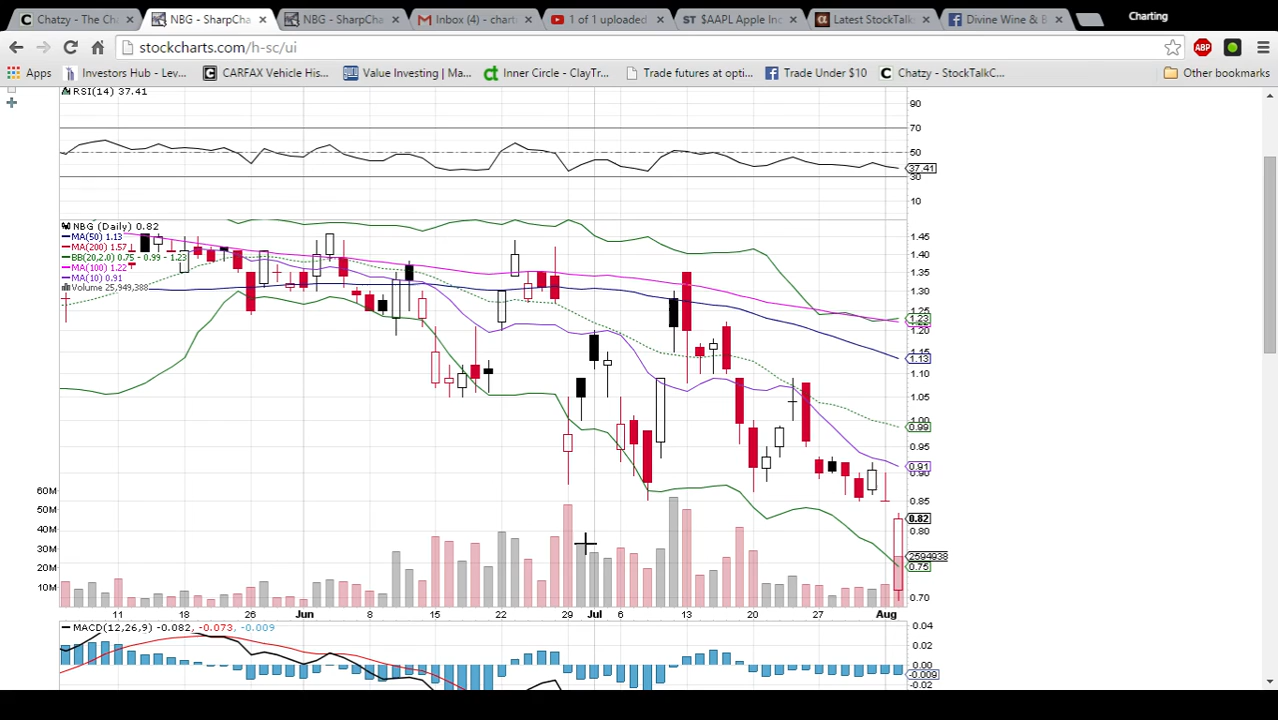 Chatzy - The Ch
NBG - SharpCha
NBG - SharpCha
Inbox (4) - chart
1 of 1 uploaded
ST $AAPL Apple Inc
Latest StockTalk
Divine Wine & B
Charting
stockcharts.com/h-sc/ui
ABP
Apps
Investors Hub - Lev...
CARFAX Vehicle His...
Value Investing | Ma...
Inner Circle - ClayTr...
Trade futures as opti...
Trade Under $10
Chatzy - StockTalkC...
Other bookmarks
RSI(14) 37.41
90
70
50
37.41
30
10
NBG (Daily) 0.82
MA(50) 1.13
MA(200) 1.57
BB(20,2.0) 0.75 - 0.99 - 1.23
MA(100) 1.22
MA(10) 0.91
Volume 25,949,388
1.45
1.40
1.35
1.30
1.25
1.23
1.20
1.15
1.13
1.10
1.05
1.00
0.99
0.95
0.91
0.90
0.85
0.82
0.80
0.75
0.70
60M
50M
40M
30M
20M
10M
11 18 26 Jun 8 15 22 29 Jul 6 13 20 27 Aug
MACD(12,26,9) -0.082, -0.073, -0.009
0.04
0.02
0.00
-0.009
-0.02